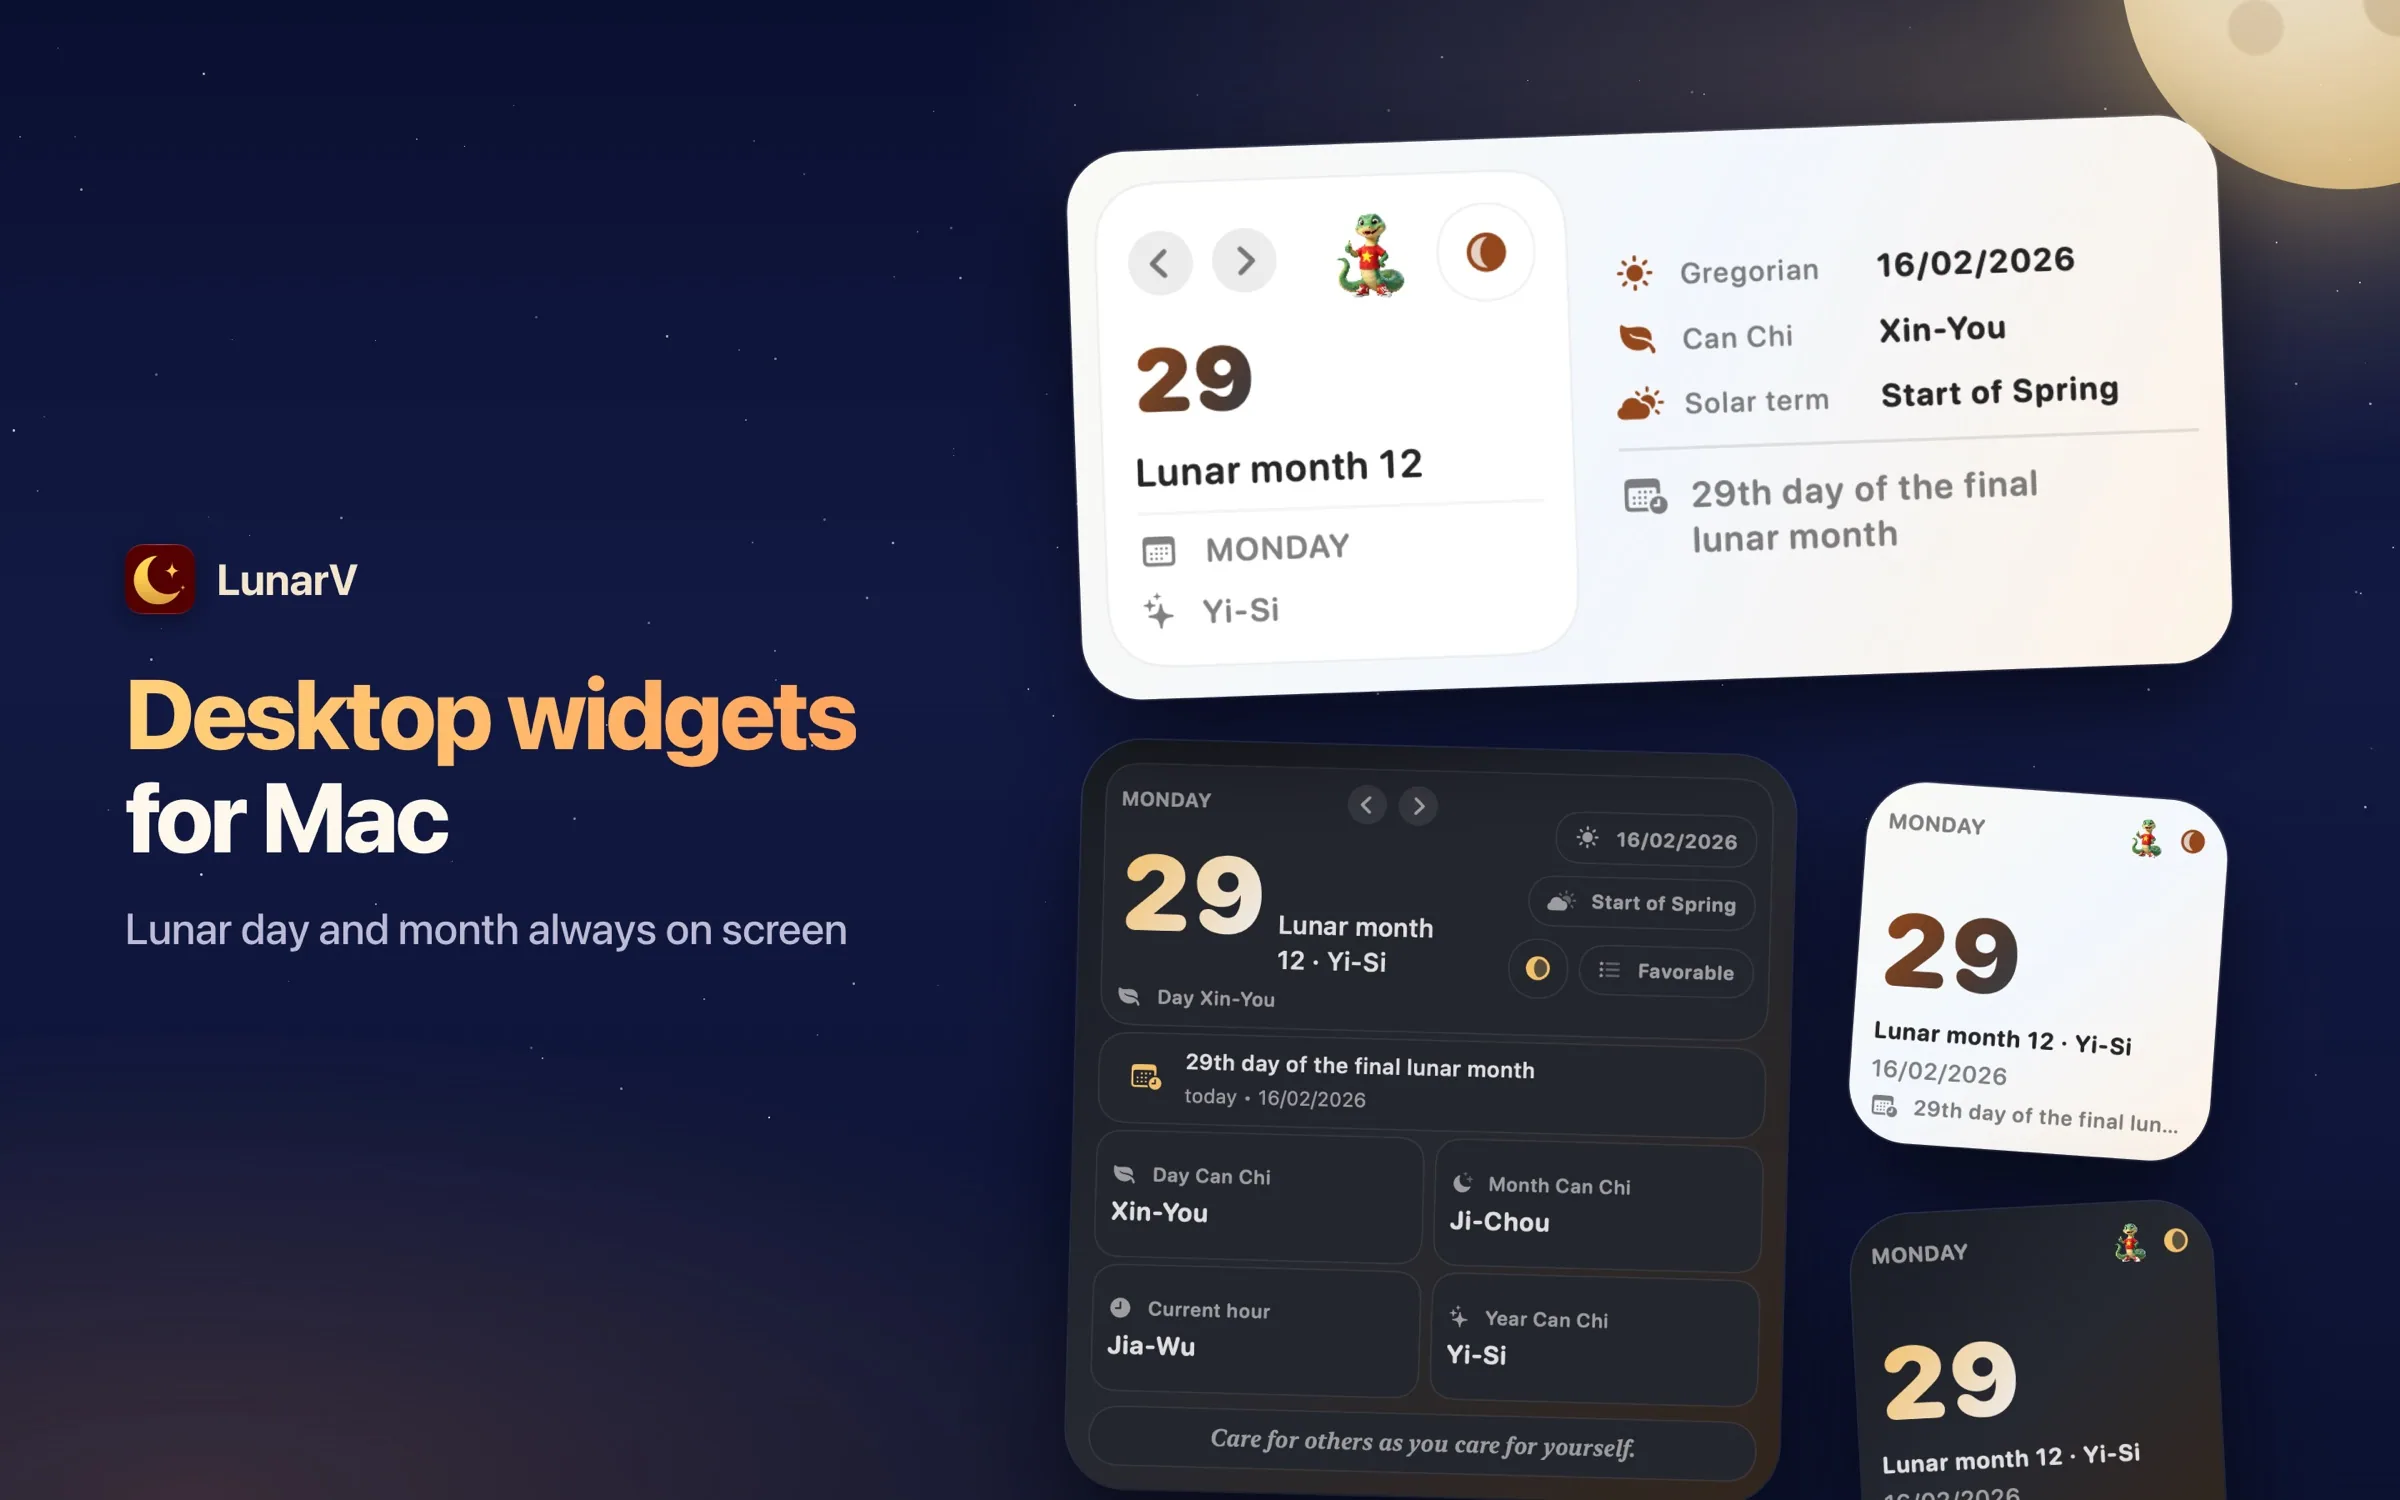 LunarV
Desktop widgets
for Mac
Lunar day and month always on screen
29
Lunar month 12
MONDAY
Yi-Si
Gregorian 16/02/2026
Can Chi Xin-You
Solar term Start of Spring
29th day of the final
lunar month
MONDAY
29
Lunar month
12 · Yi-Si
Day Xin-You
16/02/2026
Start of Spring
Favorable
29th day of the final lunar month
today • 16/02/2026
Day Can Chi
Xin-You
Month Can Chi
Ji-Chou
Current hour
Jia-Wu
Year Can Chi
Yi-Si
Care for others as you care for yourself.
MONDAY
29
Lunar month 12 · Yi-Si
16/02/2026
29th day of the final lun...
MONDAY
29
Lunar month 12 · Yi-Si
16/02/2026